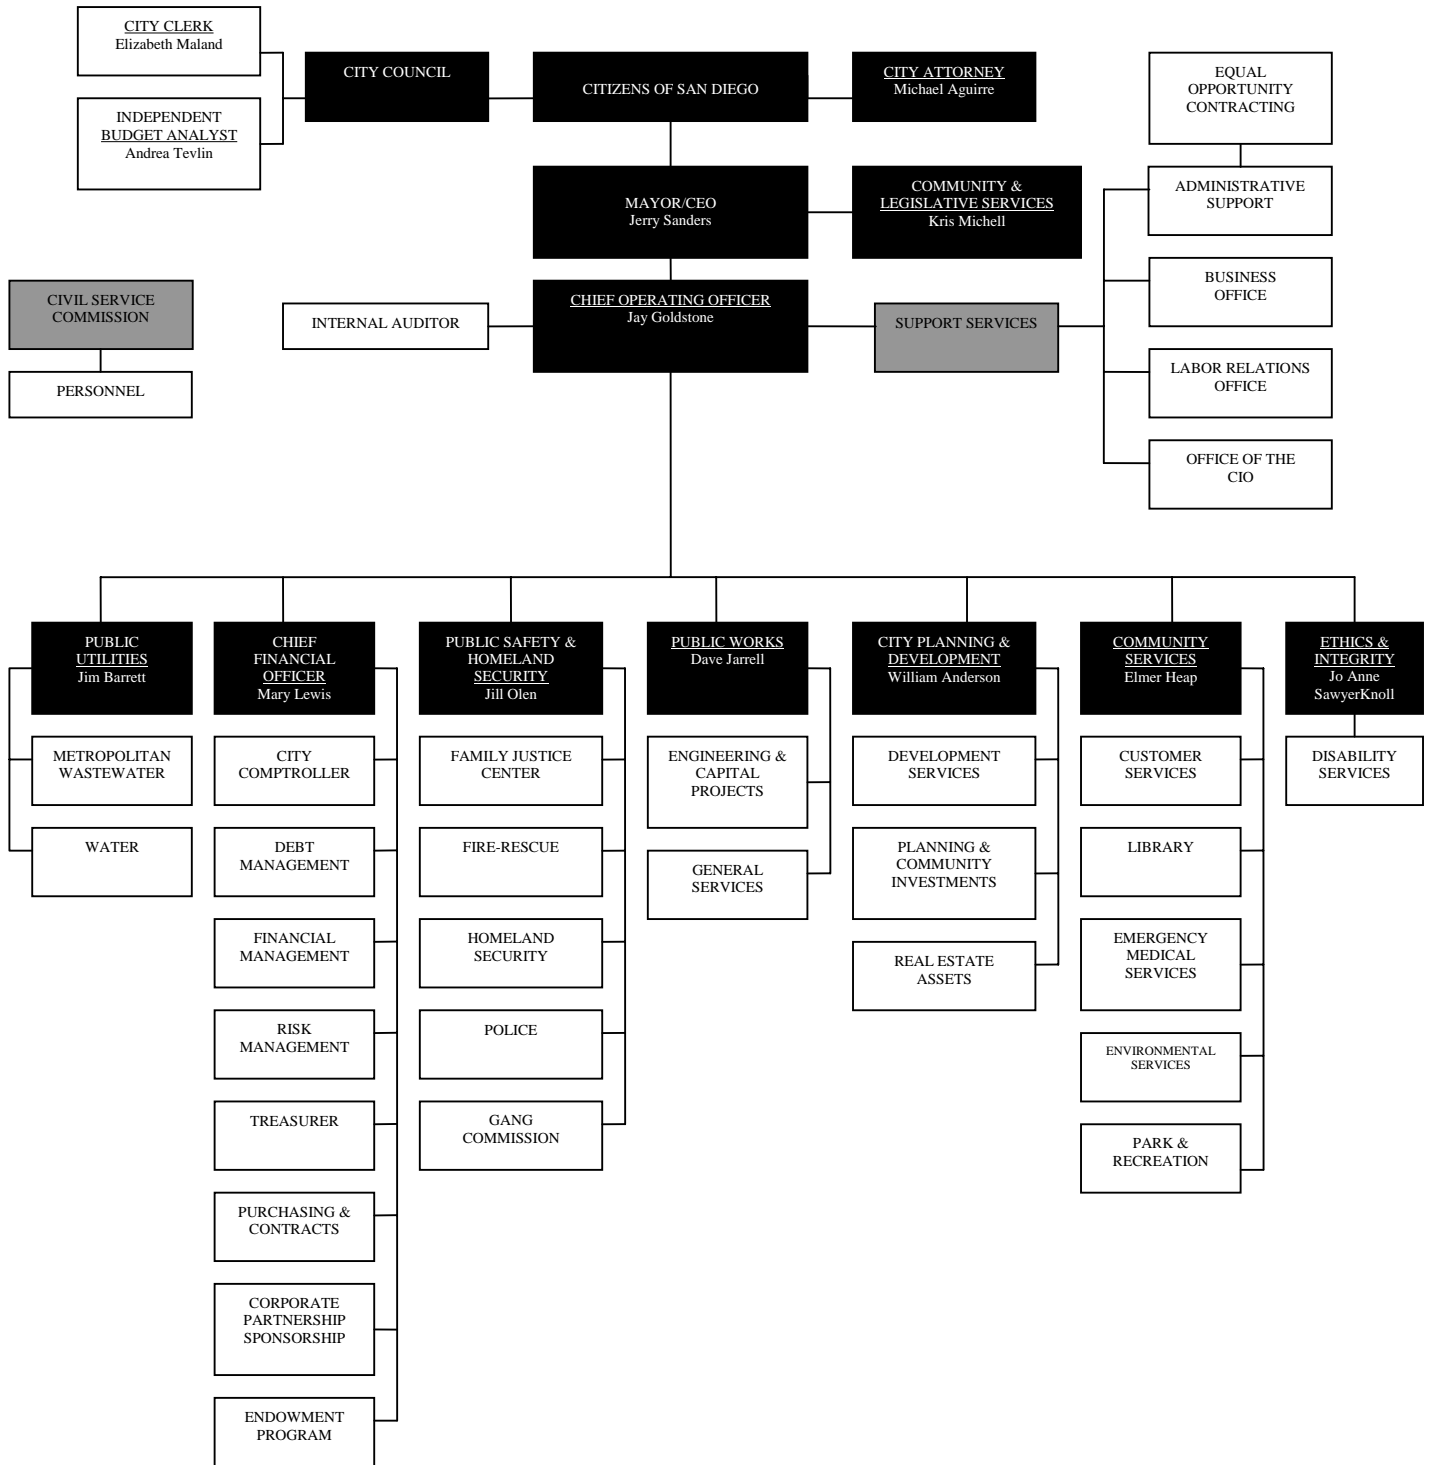 CITY CLERK
Elizabeth Maland
INDEPENDENT
BUDGET ANALYST
Andrea Tevlin
CITY COUNCIL
CITIZENS OF SAN DIEGO
CITY ATTORNEY
Michael Aguirre
MAYOR/CEO
Jerry Sanders
COMMUNITY &
LEGISLATIVE SERVICES
Kris Michell
EQUAL
OPPORTUNITY
CONTRACTING
ADMINISTRATIVE
SUPPORT
BUSINESS
OFFICE
LABOR RELATIONS
OFFICE
OFFICE OF THE
CIO
CIVIL SERVICE
COMMISSION
PERSONNEL
INTERNAL AUDITOR
CHIEF OPERATING OFFICER
Jay Goldstone
SUPPORT SERVICES
PUBLIC
UTILITIES
Jim Barrett
METROPOLITAN
WASTEWATER
WATER
CHIEF
FINANCIAL
OFFICER
Mary Lewis
CITY
COMPTROLLER
DEBT
MANAGEMENT
FINANCIAL
MANAGEMENT
RISK
MANAGEMENT
TREASURER
PURCHASING &
CONTRACTS
CORPORATE
PARTNERSHIP
SPONSORSHIP
ENDOWMENT
PROGRAM
PUBLIC SAFETY &
HOMELAND
SECURITY
Jill Olen
FAMILY JUSTICE
CENTER
FIRE-RESCUE
HOMELAND
SECURITY
POLICE
GANG
COMMISSION
PUBLIC WORKS
Dave Jarrell
ENGINEERING &
CAPITAL
PROJECTS
GENERAL
SERVICES
CITY PLANNING &
DEVELOPMENT
William Anderson
DEVELOPMENT
SERVICES
PLANNING &
COMMUNITY
INVESTMENTS
REAL ESTATE
ASSETS
COMMUNITY
SERVICES
Elmer Heap
CUSTOMER
SERVICES
LIBRARY
EMERGENCY
MEDICAL
SERVICES
ENVIRONMENTAL
SERVICES
PARK &
RECREATION
ETHICS &
INTEGRITY
Jo Anne
SawyerKnoll
DISABILITY
SERVICES